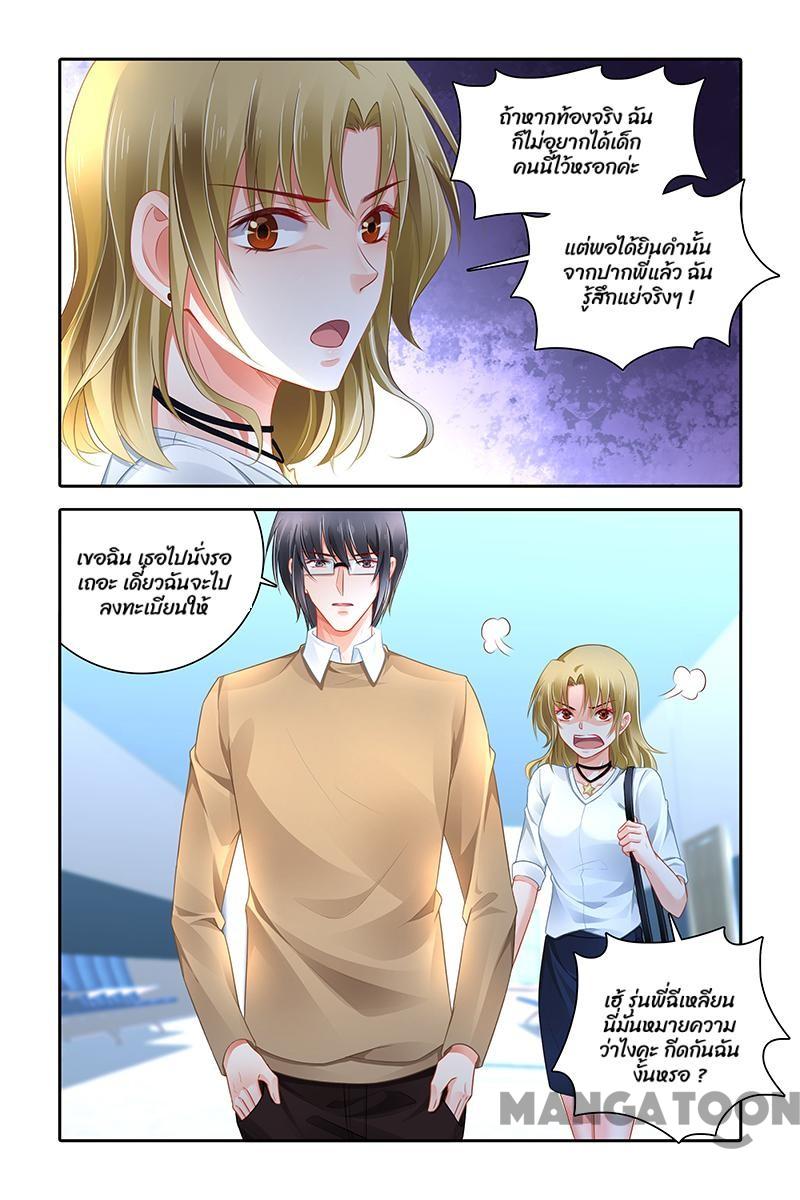 ถ้าหากท้องจริง ฉัน
ก็ไม่อยากได้เด็ก
คนนี้ไว้หรอกค่ะ
แต่พอได้ยินคำนั้น
จากปากพี่แล้ว ฉัน
รู้สึกแย่จริงๆ !
เขอฉิน เธอไปนั่งรอ
เถอะ เดี๋ยวฉันจะไป
ลงทะเบียนให้
เฮ้ รุ่นพี่ฉีเหลียน
นี่มันหมายความ
ว่าไงคะ กีดกันฉัน
งั้นหรอ ?
MANGATOON